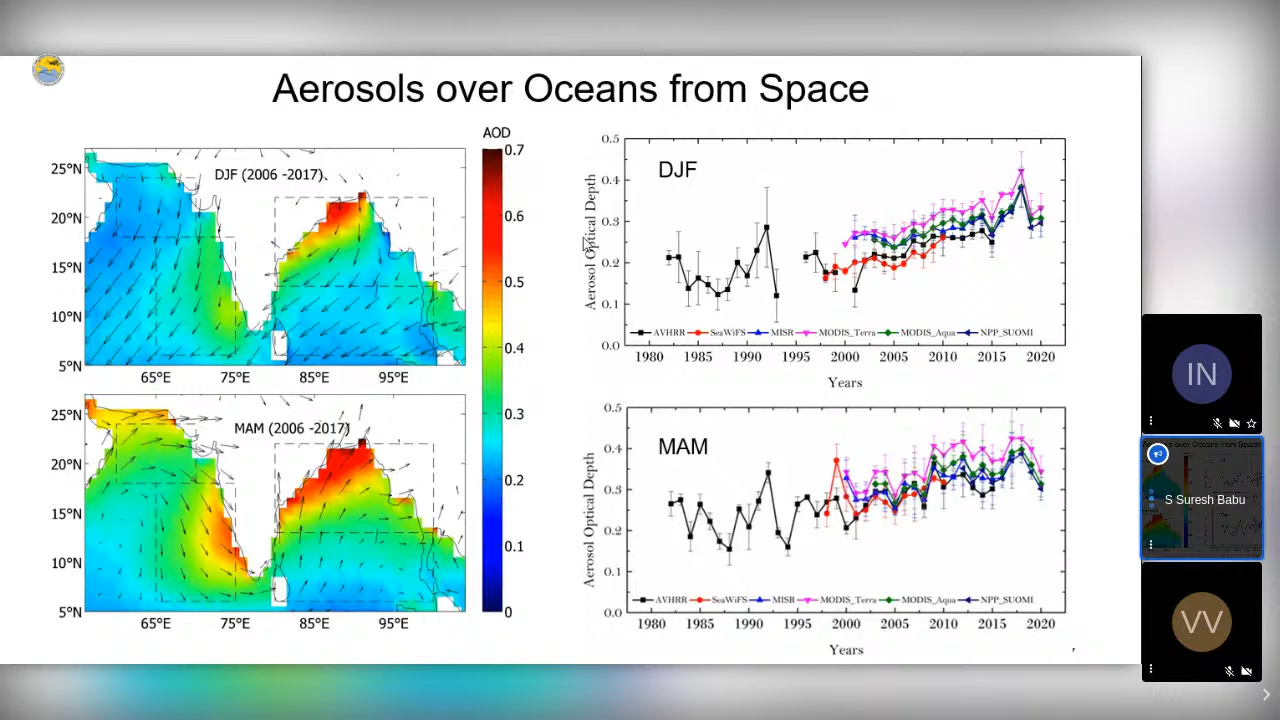 Aerosols over Oceans from Space
AOD
DJF (2006 -2017)
25°N
20°N
15°N
10°N
5°N
65°E 75°E 85°E 95°E
MAM (2006 -2017)
25°N
20°N
15°N
10°N
5°N
65°E 75°E 85°E 95°E
0.7
0.6
0.5
0.4
0.3
0.2
0.1
0
DJF
Aerosol Optical Depth
0.5
0.4
0.3
0.2
0.1
0.0
AVHRR SeaWiFS MISR MODIS_Terra MODIS_Aqua NPP_SUOMI
1980 1985 1990 1995 2000 2005 2010 2015 2020
Years
MAM
Aerosol Optical Depth
0.5
0.4
0.3
0.2
0.1
0.0
AVHRR SeaWiFS MISR MODIS_Terra MODIS_Aqua NPP_SUOMI
1980 1985 1990 1995 2000 2005 2010 2015 2020
Years
IN
S Suresh Babu
VV